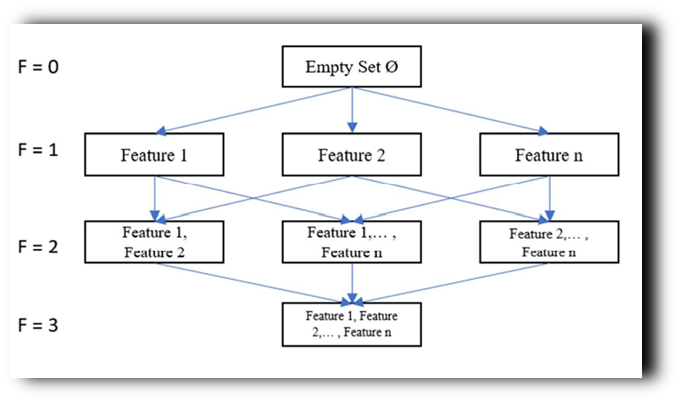 F = 0
Empty Set Ø
F = 1
Feature 1
Feature 2
Feature n
F = 2
Feature 1,
Feature 2
Feature 1,… ,
Feature n
Feature 2,… ,
Feature n
F = 3
Feature 1, Feature
2,… , Feature n